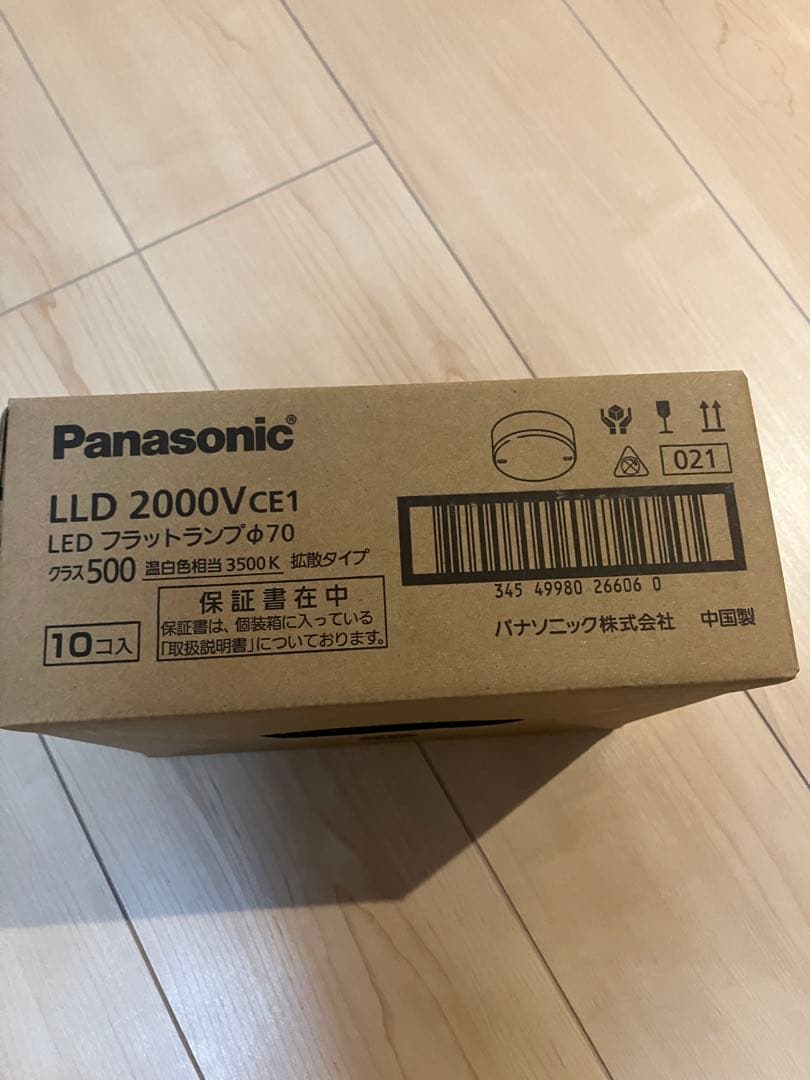 Panasonic®
LLD 2000VCE1
LED フラットランプφ70
クラス500 温白色相当 3500K 拡散タイプ
保証書在中
保証書は、個装箱に入っている
「取扱説明書」についております。
10コ入
021
345 49980 26606 0
パナソニック株式会社 中国製